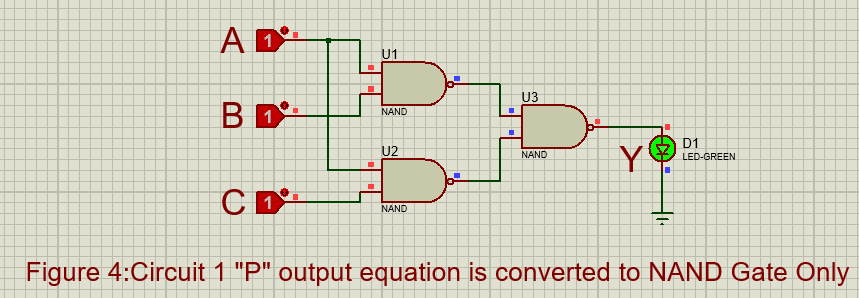 A
1
U1
NAND
B
1
U3
NAND
U2
NAND
C
1
Y
D1
LED-GREEN
Figure 4:Circuit 1 "P" output equation is converted to NAND Gate Only